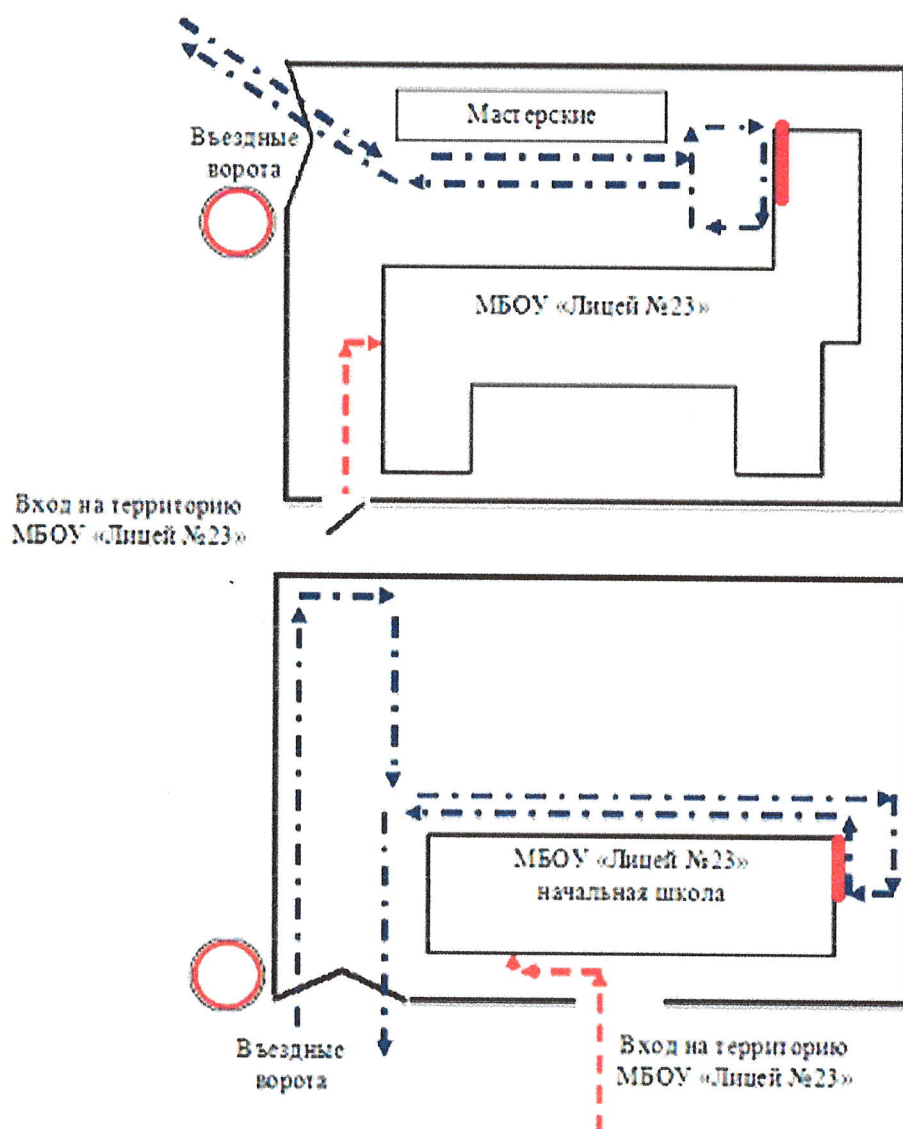 Мастерские
Въездные
ворота
МБОУ «Лицей №23»
Вход на территорию
МБОУ «Лицей №23»
МБОУ «Лицей №23»
начальная школа
Въездные
ворота
Вход на территорию
МБОУ «Лицей №23»